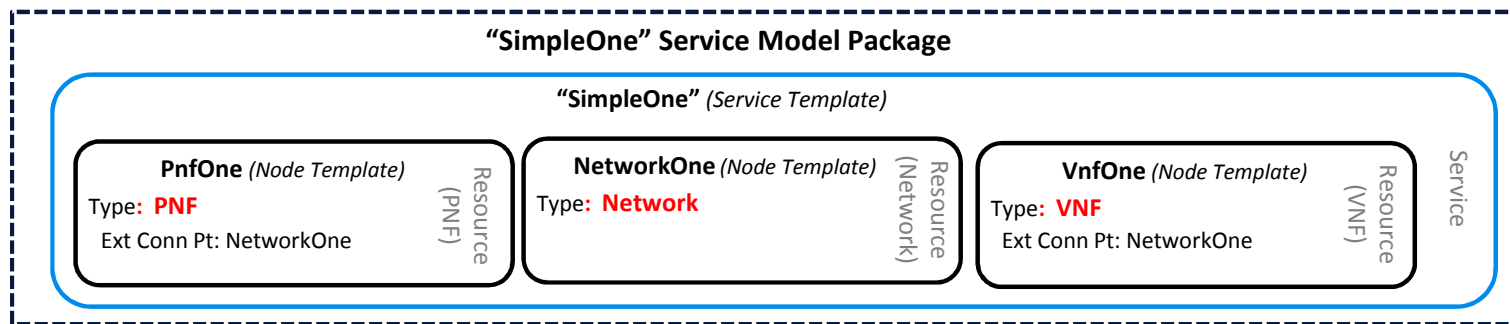 “SimpleOne” Service Model Package
“SimpleOne” (Service Template)
PnfOne (Node Template)
Type: PNF
Ext Conn Pt: NetworkOne
Resource
(PNF)
NetworkOne (Node Template)
Type: Network
Resource
(Network)
VnfOne (Node Template)
Type: VNF
Ext Conn Pt: NetworkOne
Resource
(VNF)
Service